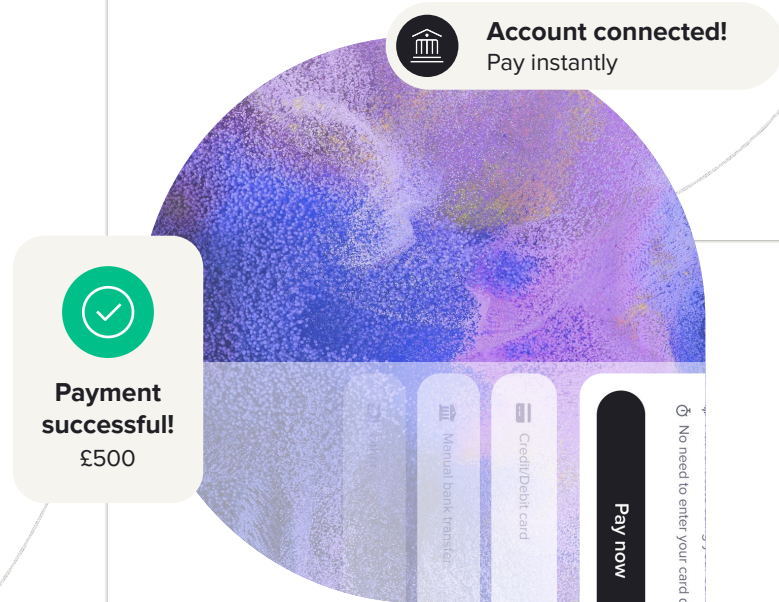 Account connected!
Pay instantly
Payment
successful!
£500
No need to enter your card
Pay now
Credit/Debit card
Manual bank transfer